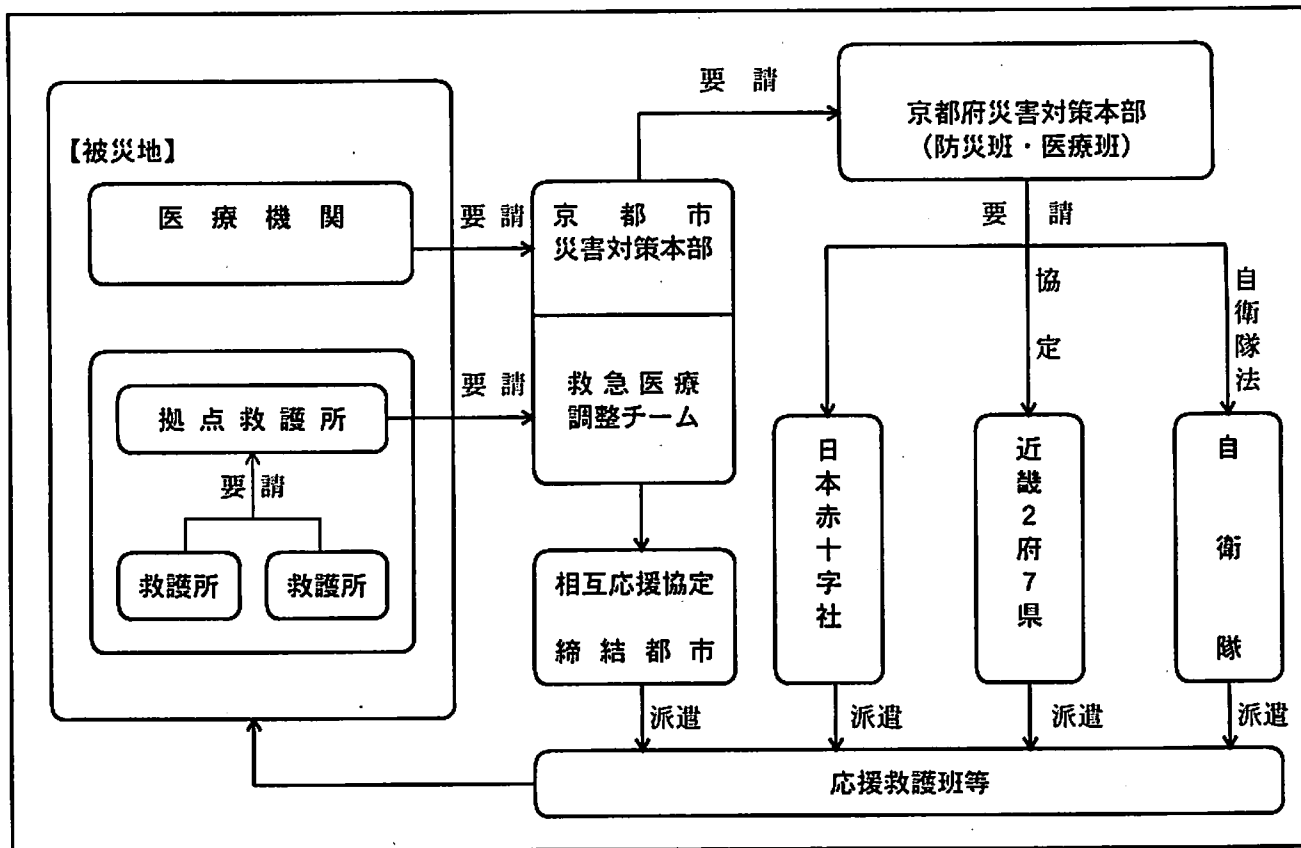 【被災地】
医療機関
要請
拠点救護所
要請
要請
救護所
救護所
京都市
災害対策本部
救急医療
調整チーム
要請
京都府災害対策本部
(防災班・医療班)
要請
協定
自衛隊法
相互応援協定
締結都市
日本赤十字社
近畿2府7県
自衛隊
派遣
派遣
派遣
派遣
応援救護班等